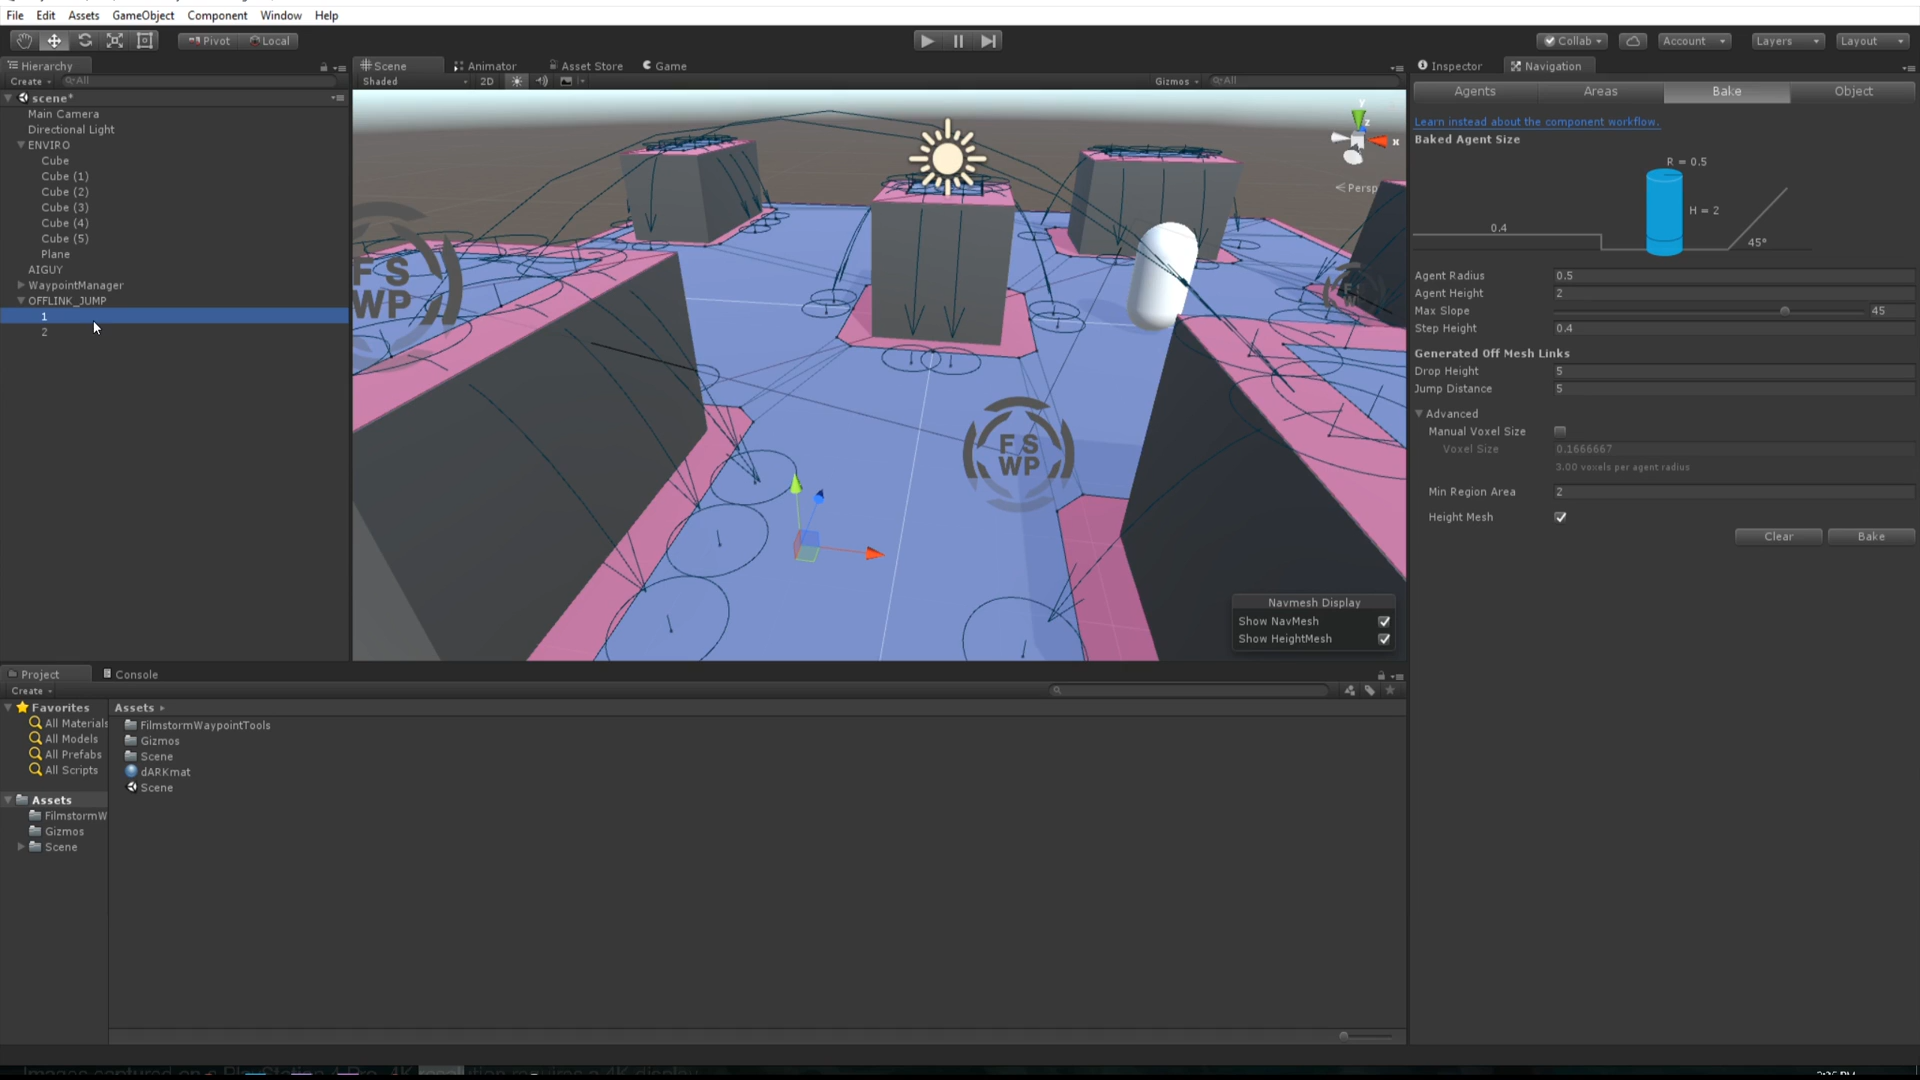 File Edit Assets GameObject Component Window Help
Pivot Local
Collab Account Layers Layout
Hierarchy
Create All
scene*
Main Camera
Directional Light
ENVIRO
Cube
Cube (1)
Cube (2)
Cube (3)
Cube (4)
Cube (5)
Plane
AIGUY
WaypointManager
OFFLINK_JUMP
1
2
Scene Animator Asset Store Game
Shaded 2D Gizmos All
y
z
x
Persp
FS
WP
FS
WP
Navmesh Display
Show NavMesh
Show HeightMesh
Inspector Navigation
Agents Areas Bake Object
Learn instead about the component workflow.
Baked Agent Size
R = 0.5
H = 2
0.4
45°
Agent Radius 0.5
Agent Height 2
Max Slope 45
Step Height 0.4
Generated Off Mesh Links
Drop Height 5
Jump Distance 5
Advanced
Manual Voxel Size
Voxel Size 0.1666667
3.00 voxels per agent radius
Min Region Area 2
Height Mesh
Clear Bake
Project Console
Create
Favorites
All Materials
All Models
All Prefabs
All Scripts
Assets
FilmstormW
Gizmos
Scene
Assets
FilmstormWaypointTools
Gizmos
Scene
dARKmat
Scene